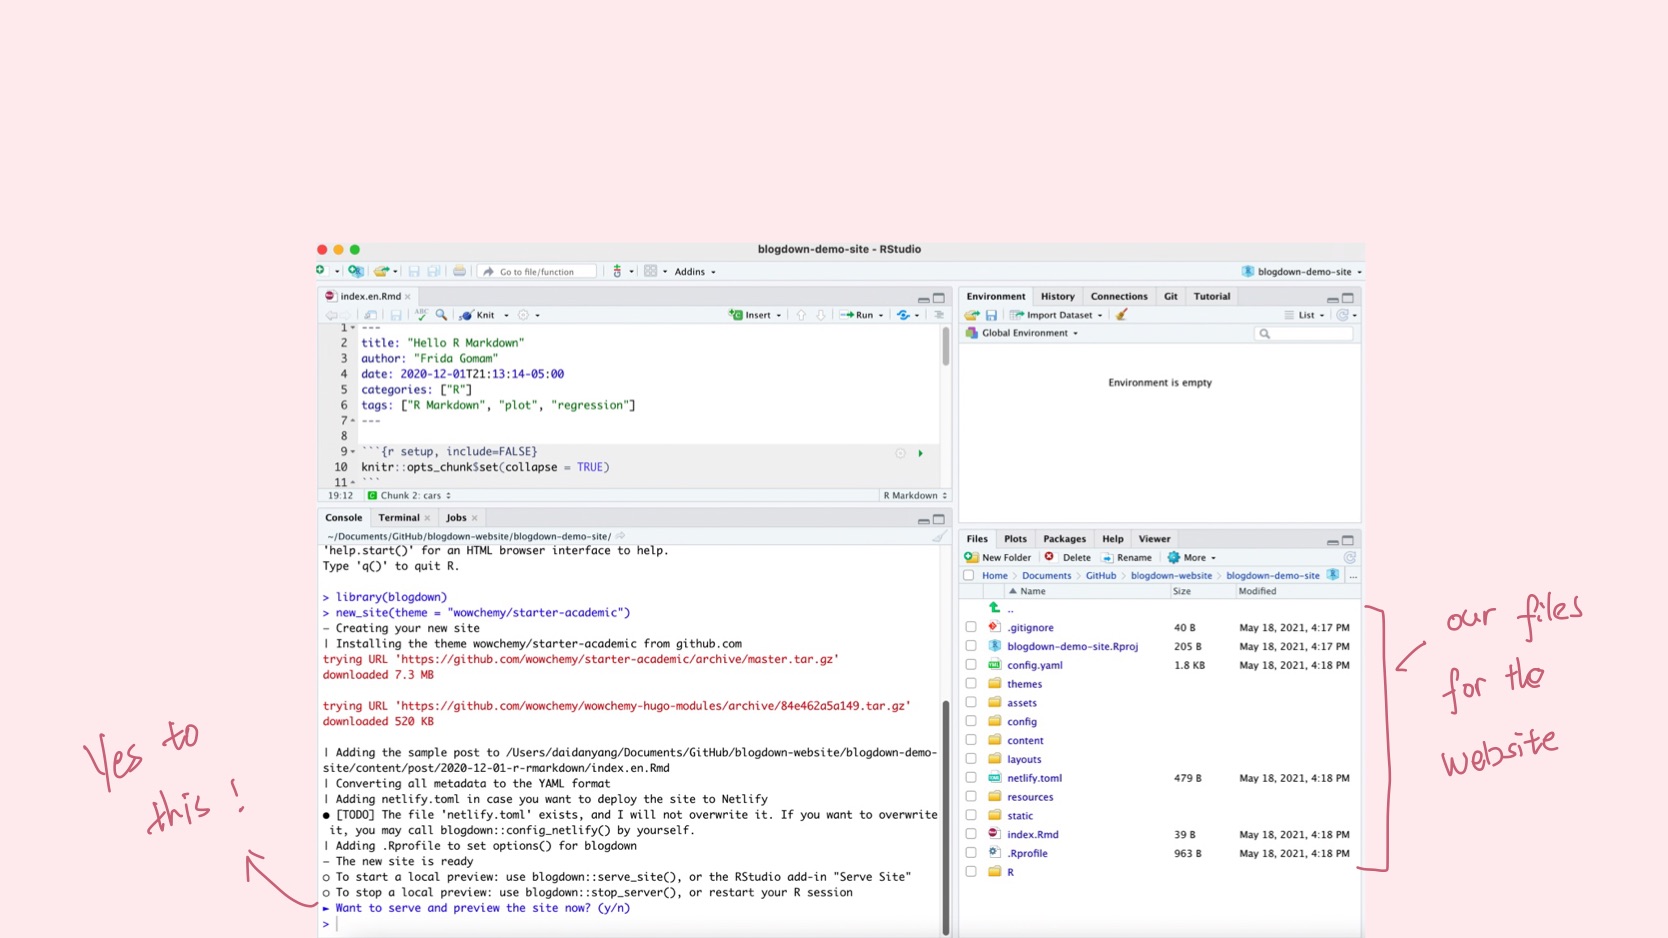 blogdown-demo-site - RStudio
Go to file/function
Addins
blogdown-demo-site
index.en.Rmd
ABC
Knit
Insert
Run
1 ---
2 title: "Hello R Markdown"
3 author: "Frida Gomam"
4 date: 2020-12-01T21:13:14-05:00
5 categories: ["R"]
6 tags: ["R Markdown", "plot", "regression"]
7 ---
8
9 ```{r setup, include=FALSE}
10 knitr::opts_chunk$set(collapse = TRUE)
11 ```
19:12 Chunk 2: cars R Markdown
Console Terminal Jobs
~/Documents/GitHub/blogdown-website/blogdown-demo-site/
'help.start()' for an HTML browser interface to help.
Type 'q()' to quit R.
> library(blogdown)
> new_site(theme = "wowchemy/starter-academic")
– Creating your new site
| Installing the theme wowchemy/starter-academic from github.com
trying URL 'https://github.com/wowchemy/starter-academic/archive/master.tar.gz'
downloaded 7.3 MB
trying URL 'https://github.com/wowchemy/wowchemy-hugo-modules/archive/84e462a5a149.tar.gz'
downloaded 520 KB
| Adding the sample post to /Users/daidanyang/Documents/GitHub/blogdown-website/blogdown-demo-
site/content/post/2020-12-01-r-rmarkdown/index.en.Rmd
| Converting all metadata to the YAML format
| Adding netlify.toml in case you want to deploy the site to Netlify
● [TODO] The file 'netlify.toml' exists, and I will not overwrite it. If you want to overwrite
it, you may call blogdown::config_netlify() by yourself.
| Adding .Rprofile to set options() for blogdown
– The new site is ready
○ To start a local preview: use blogdown::serve_site(), or the RStudio add-in "Serve Site"
○ To stop a local preview: use blogdown::stop_server(), or restart your R session
► Want to serve and preview the site now? (y/n)
>
Environment History Connections Git Tutorial
Import Dataset List
Global Environment
Environment is empty
Files Plots Packages Help Viewer
New Folder Delete Rename More
Home > Documents > GitHub > blogdown-website > blogdown-demo-site ...
Name Size Modified
..
.gitignore 40 B May 18, 2021, 4:17 PM
blogdown-demo-site.Rproj 205 B May 18, 2021, 4:17 PM
config.yaml 1.8 KB May 18, 2021, 4:18 PM
themes
assets
config
content
layouts
netlify.toml 479 B May 18, 2021, 4:18 PM
resources
static
index.Rmd 39 B May 18, 2021, 4:18 PM
.Rprofile 963 B May 18, 2021, 4:18 PM
R
Yes to
this!
our files
for the
website